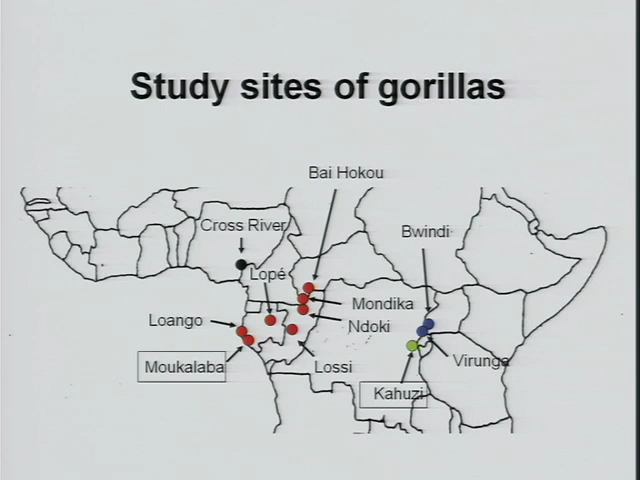 Study sites of gorillas
Bai Hokou
Cross River
Bwindi
Lopé
Mondika
Loango
Ndoki
Moukalaba
Lossi
Virunga
Kahuzi